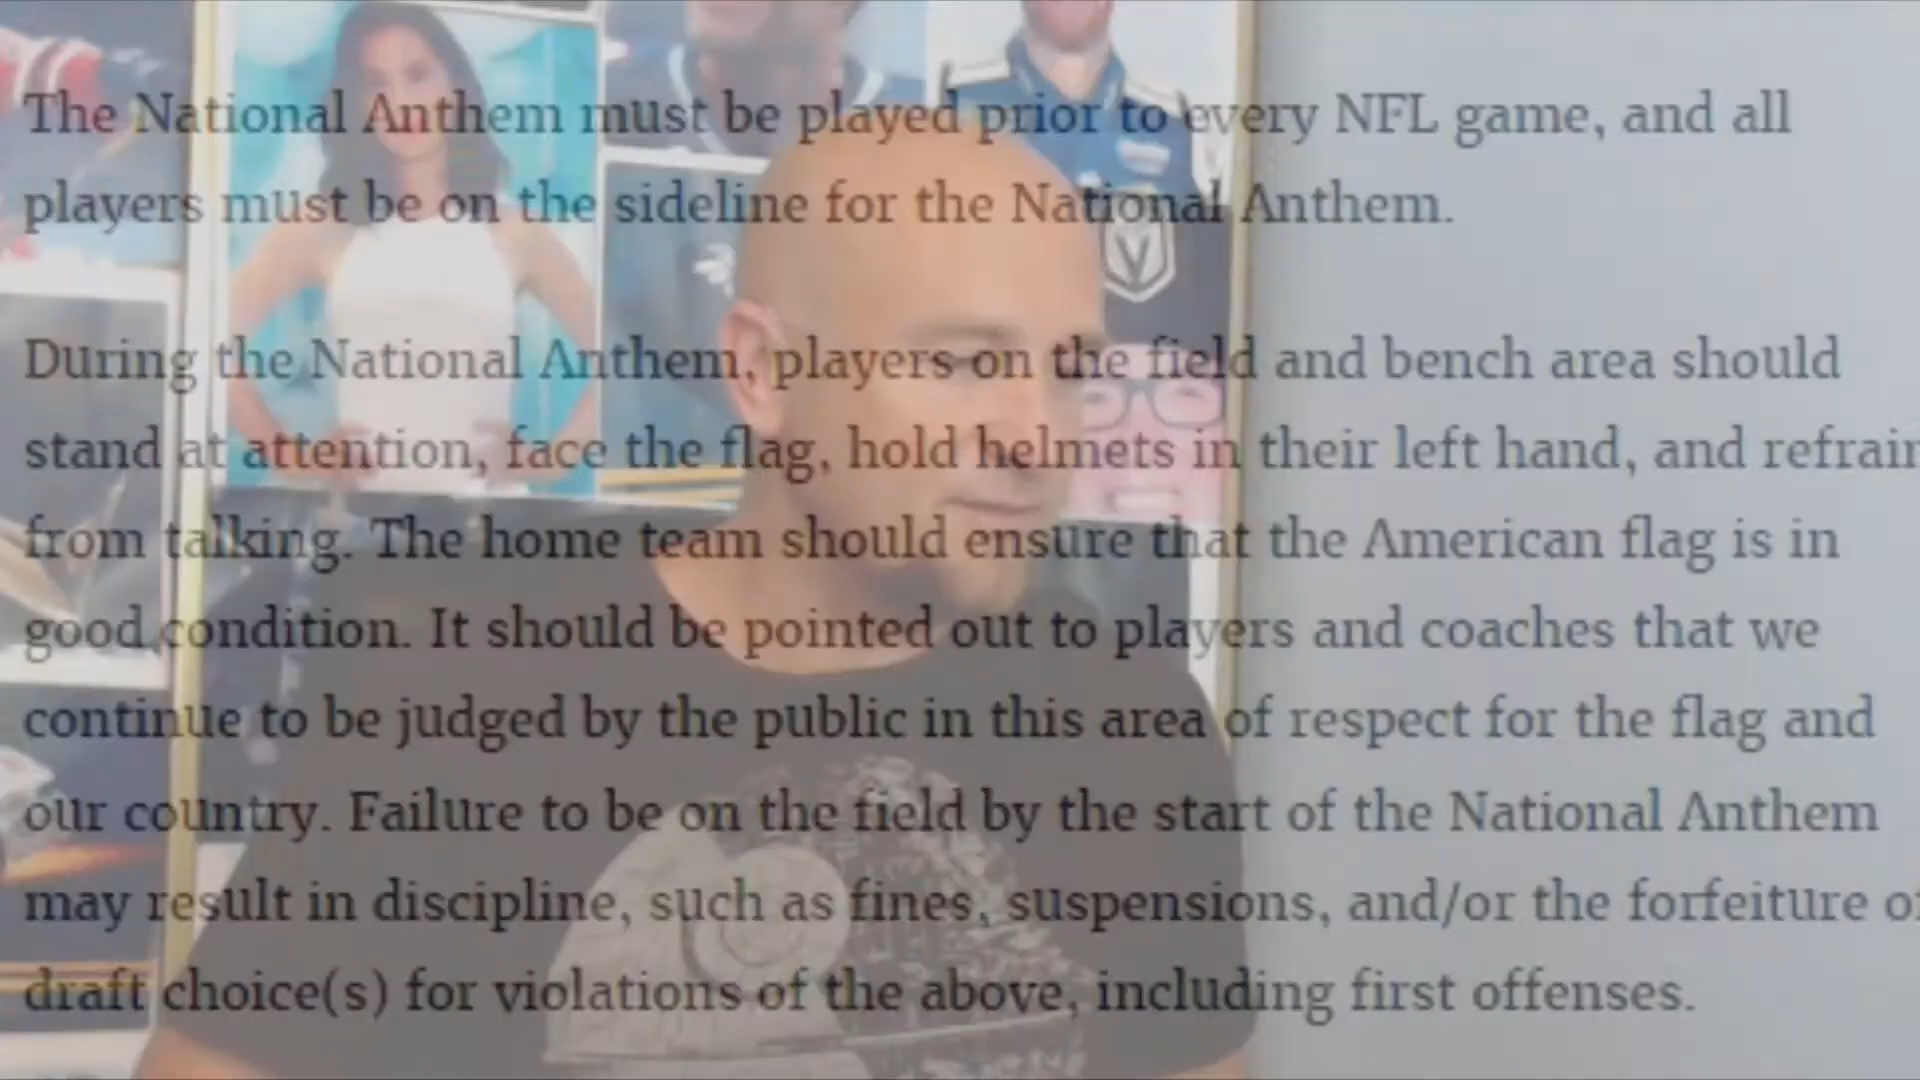 The National Anthem must be played prior to every NFL game, and all
players must be on the sideline for the National Anthem.
During the National Anthem, players on the field and bench area should
stand at attention, face the flag, hold helmets in their left hand, and refrain
from talking. The home team should ensure that the American flag is in
good condition. It should be pointed out to players and coaches that we
continue to be judged by the public in this area of respect for the flag and
our country. Failure to be on the field by the start of the National Anthem
may result in discipline, such as fines, suspensions, and/or the forfeiture of
draft choice(s) for violations of the above, including first offenses.